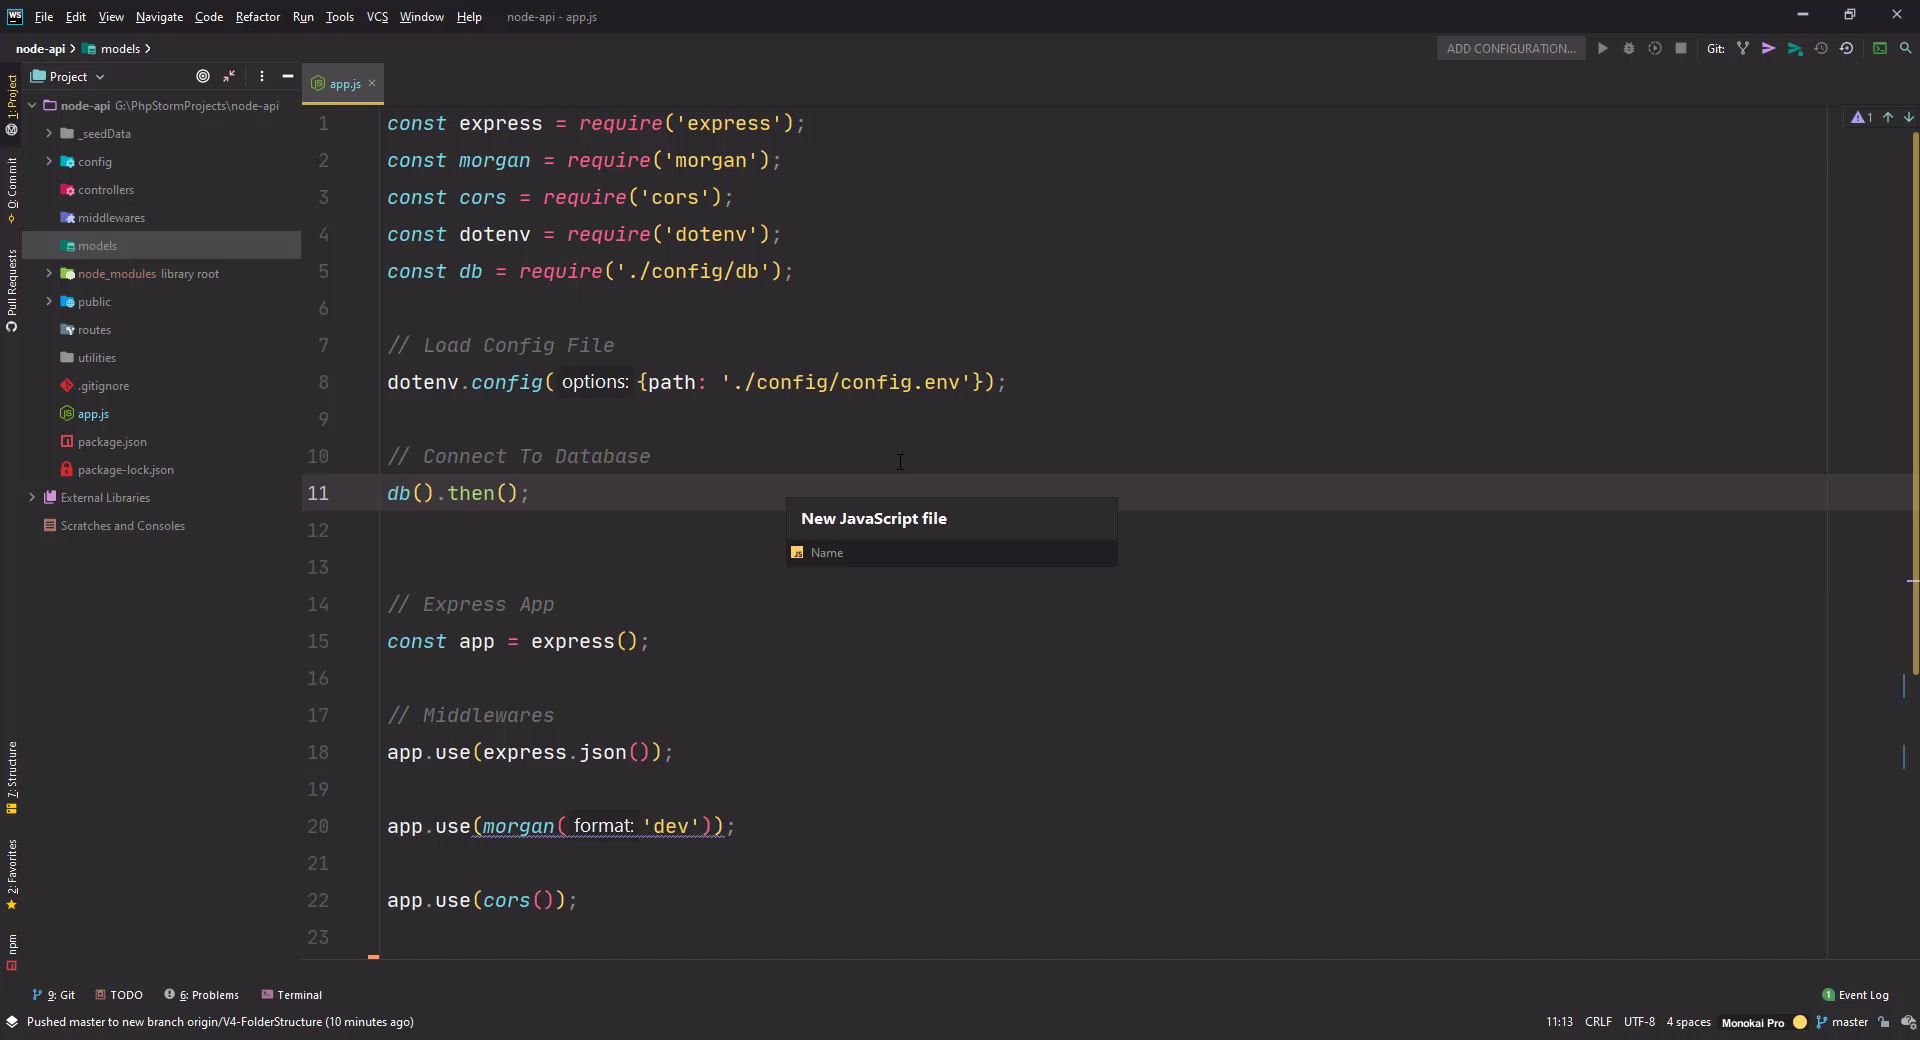 WS File Edit View Navigate Code Refactor Run Tools VCS Window Help node-api - app.js
node-api models
ADD CONFIGURATION... Git:
Project
app.js
1: Project
0: Commit
Pull Requests
7: Structure
2: Favorites
npm
node-api G:\PhpStormProjects\node-api
_seedData
config
controllers
middlewares
models
node_modules library root
public
routes
utilities
.gitignore
app.js
package.json
package-lock.json
External Libraries
Scratches and Consoles
1 const express = require('express');
2 const morgan = require('morgan');
3 const cors = require('cors');
4 const dotenv = require('dotenv');
5 const db = require('./config/db');
6
7 // Load Config File
8 dotenv.config( options: {path: './config/config.env'});
9
10 // Connect To Database
11 db().then();
12
13
14 // Express App
15 const app = express();
16
17 // Middlewares
18 app.use(express.json());
19
20 app.use(morgan( format: 'dev'));
21
22 app.use(cors());
23
1
New JavaScript file
JS Name
9: Git TODO 6: Problems Terminal
1 Event Log
Pushed master to new branch origin/V4-FolderStructure (10 minutes ago)
11:13 CRLF UTF-8 4 spaces Monokai Pro master